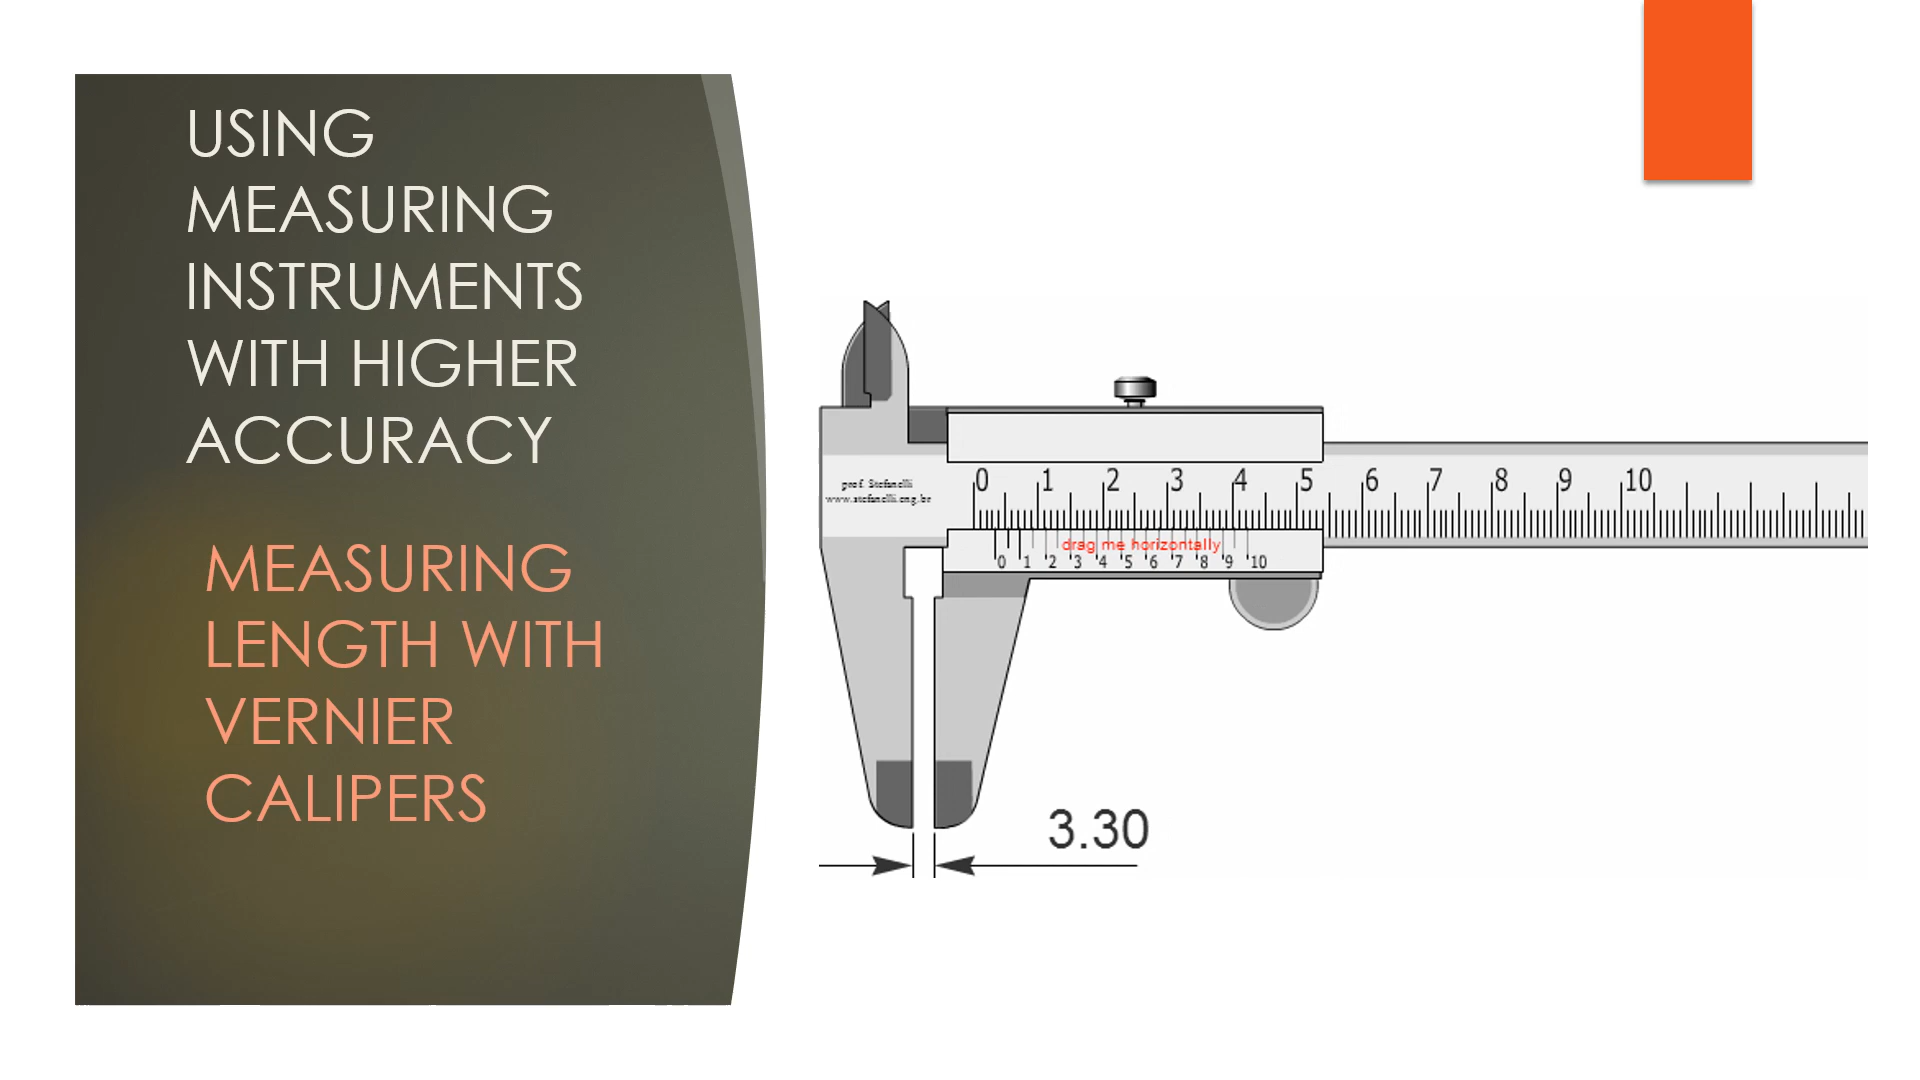 USING
MEASURING
INSTRUMENTS
WITH HIGHER
ACCURACY
MEASURING
LENGTH WITH
VERNIER
CALIPERS
prof. Stefanelli
www.stefanelli.eng.br
0 1 2 3 4 5 6 7 8 9 10
drag me horizontally
0 1 2 3 4 5 6 7 8 9 10
3.30